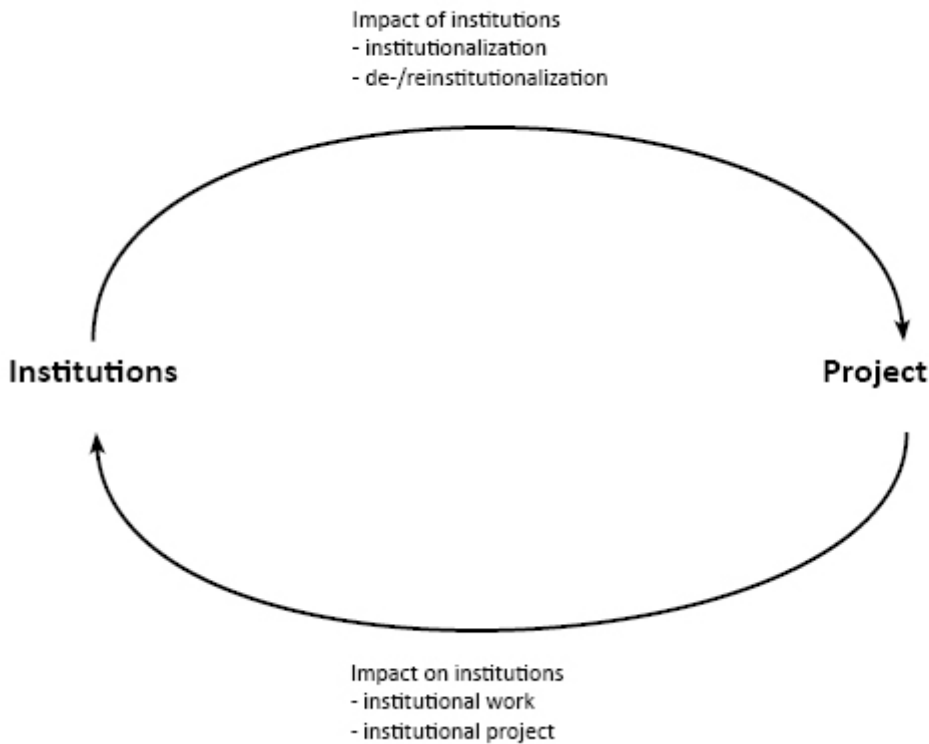 Impact of institutions
- institutionalization
- de-/reinstitutionalization
Institutions
Project
Impact on institutions
- institutional work
- institutional project